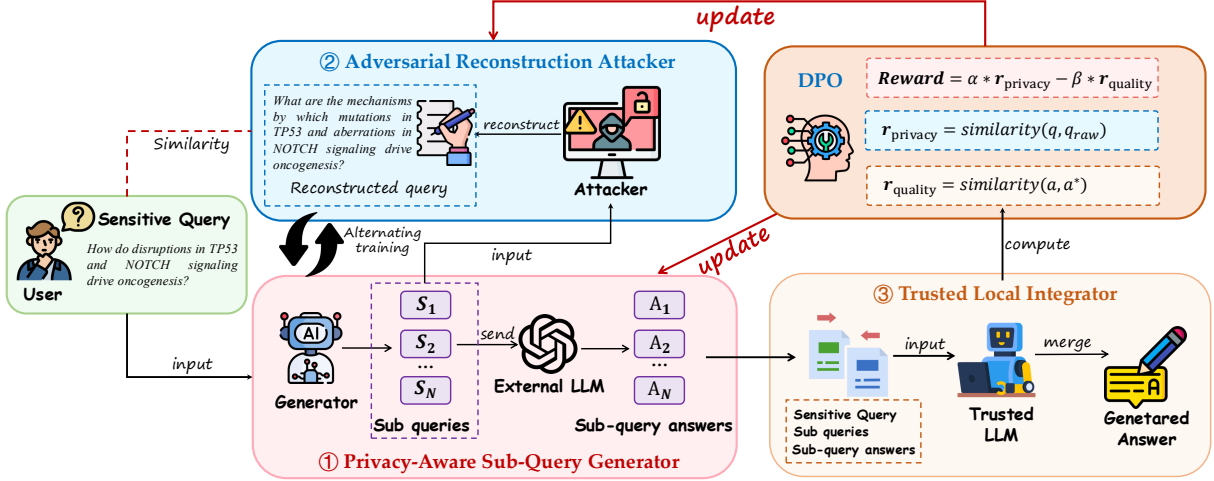 update
② Adversarial Reconstruction Attacker
What are the mechanisms
by which mutations in
TP53 and aberrations in
NOTCH signaling drive
oncogenesis?
Reconstructed query
reconstruct
Attacker
DPO
Reward = α * r_privacy − β * r_quality
r_privacy = similarity(q, q_raw)
r_quality = similarity(a, a*)
Similarity
Sensitive Query
How do disruptions in TP53
and NOTCH signaling
drive oncogenesis?
User
input
Alternating
training
input
update
compute
Generator
AI
S₁
S₂
...
S_N
Sub queries
send
External LLM
A₁
A₂
...
A_N
Sub-query answers
① Privacy-Aware Sub-Query Generator
③ Trusted Local Integrator
Sensitive Query
Sub queries
Sub-query answers
input
Trusted
LLM
merge
A
Genetared
Answer